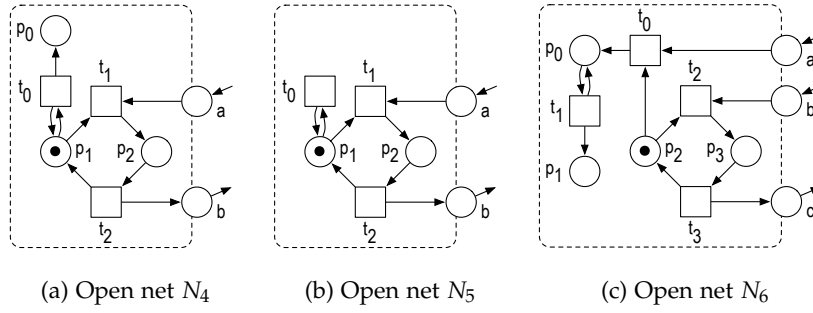 p0
t0
t1
a
p1
p2
t2
b
(a) Open net N4
t0
t1
a
p1
p2
t2
b
(b) Open net N5
t0
p0
a
t2
t1
b
p2
p3
p1
t3
c
(c) Open net N6